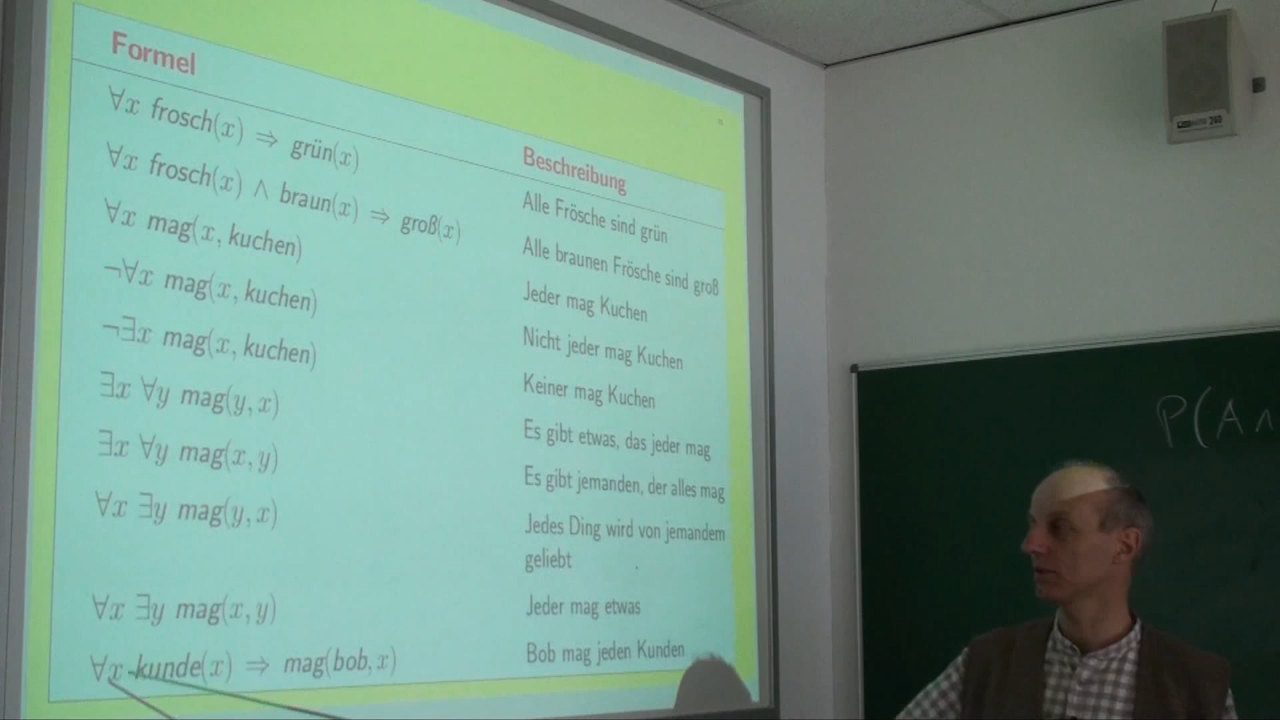 Formel
Beschreibung
∀x frosch(x) ⇒ grün(x)
Alle Frösche sind grün
∀x frosch(x) ∧ braun(x) ⇒ groß(x)
Alle braunen Frösche sind groß
∀x mag(x, kuchen)
Jeder mag Kuchen
¬∀x mag(x, kuchen)
Nicht jeder mag Kuchen
¬∃x mag(x, kuchen)
Keiner mag Kuchen
∃x ∀y mag(y, x)
Es gibt etwas, das jeder mag
∃x ∀y mag(x, y)
Es gibt jemanden, der alles mag
∀x ∃y mag(y, x)
Jedes Ding wird von jemandem
geliebt
∀x ∃y mag(x, y)
Jeder mag etwas
∀x kunde(x) ⇒ mag(bob, x)
Bob mag jeden Kunden
P(A ∧